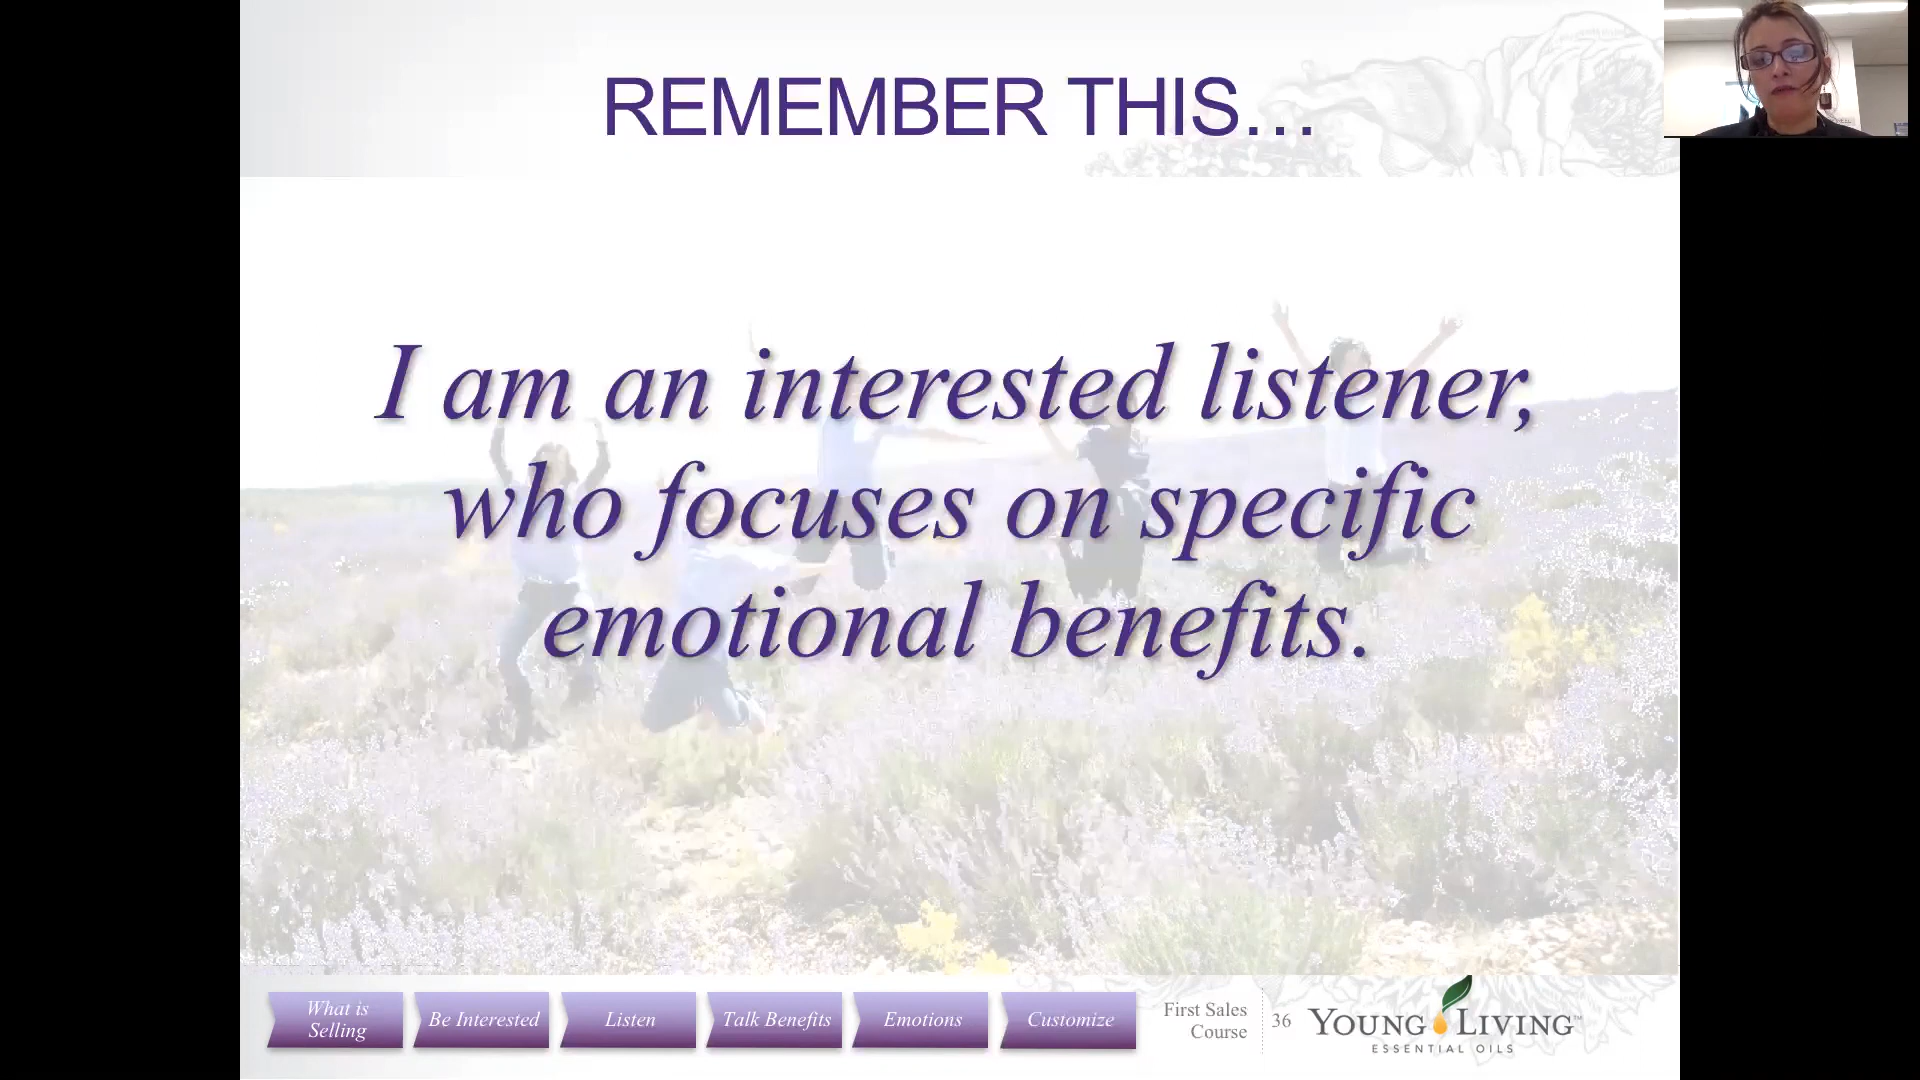 REMEMBER THIS…
I am an interested listener,
who focuses on specific
emotional benefits.
What is
Selling
Be Interested
Listen
Talk Benefits
Emotions
Customize
First Sales
Course
36
YOUNG LIVING™
ESSENTIAL OILS